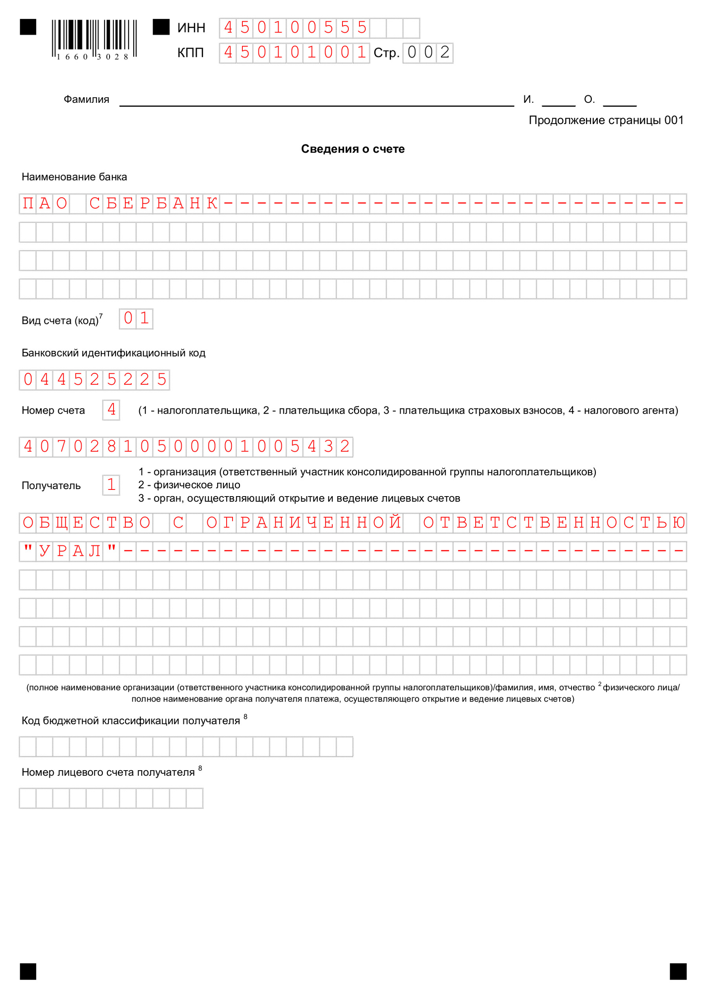 ИНН 450100555
1660 3028
КПП 450101001 Стр. 002
Фамилия И. О.
Продолжение страницы 001
Сведения о счете
Наименование банка
ПАО СБЕРБАНК----------------------------
Вид счета (код)7 01
Банковский идентификационный код
044525225
Номер счета 4 (1 - налогоплательщика, 2 - плательщика сбора, 3 - плательщика страховых взносов, 4 - налогового агента)
40702810500001005432
1 - организация (ответственный участник консолидированной группы налогоплательщиков)
Получатель 1 2 - физическое лицо
3 - орган, осуществляющий открытие и ведение лицевых счетов
ОБЩЕСТВО С ОГРАНИЧЕННОЙ ОТВЕТСТВЕННОСТЬЮ
"УРАЛ"----------------------------------
(полное наименование организации (ответственного участника консолидированной группы налогоплательщиков)/фамилия, имя, отчество 2 физического лица/
полное наименование органа получателя платежа, осуществляющего открытие и ведение лицевых счетов)
Код бюджетной классификации получателя 8
Номер лицевого счета получателя 8